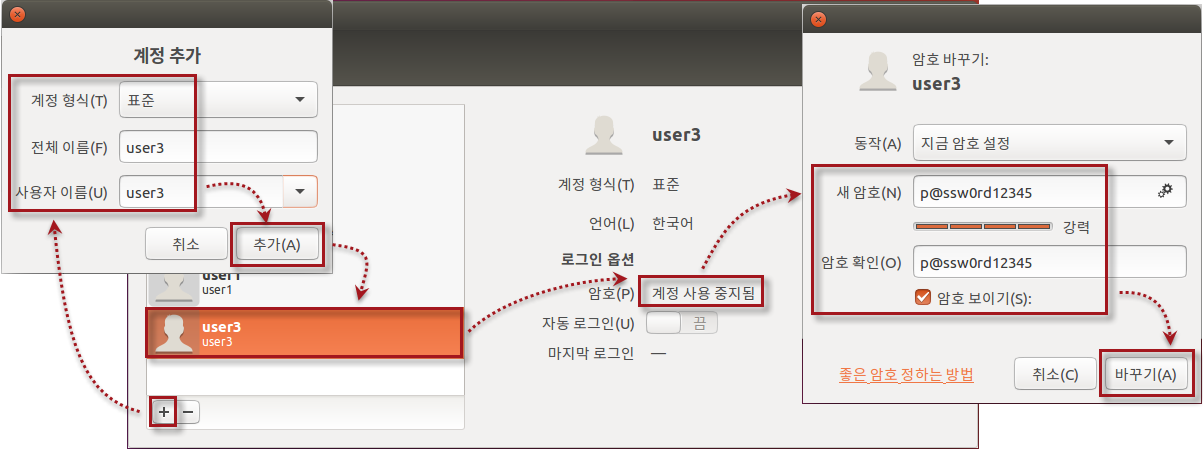 계정 추가
계정 형식(T) 표준
전체 이름(F) user3
사용자 이름(U) user3
취소 추가(A)
user1
user1
user3
user3
+ −
user3
계정 형식(T) 표준
언어(L) 한국어
로그인 옵션
암호(P) 계정 사용 중지됨
자동 로그인(U) 끔
마지막 로그인 —
암호 바꾸기:
user3
동작(A) 지금 암호 설정
새 암호(N) p@ssw0rd12345
강력
암호 확인(O) p@ssw0rd12345
암호 보이기(S):
좋은 암호 정하는 방법 취소(C) 바꾸기(A)